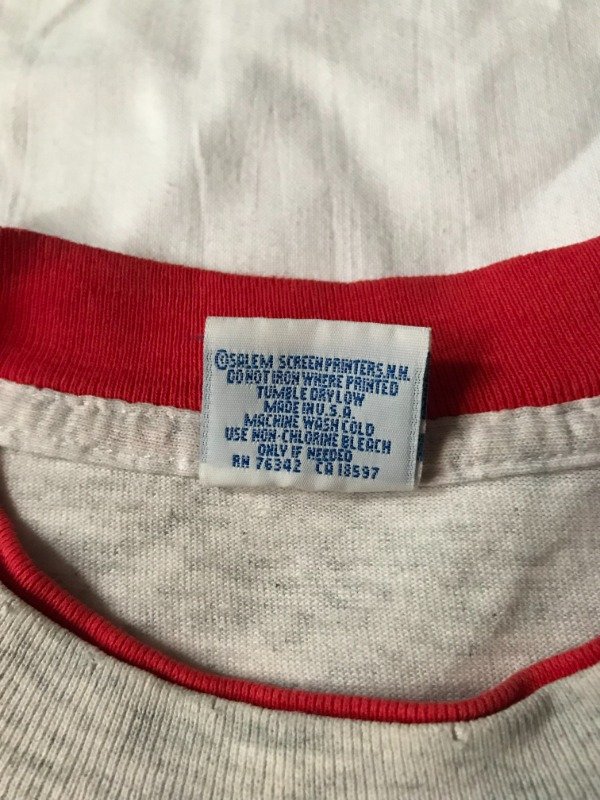 ©SALEM SCREEN PRINTERS, N.H.
DO NOT IRON WHERE PRINTED
TUMBLE DRY LOW
MADE IN U.S.A.
MACHINE WASH COLD
USE NON-CHLORINE BLEACH
ONLY IF NEEDED
RN 76342 CA 18597